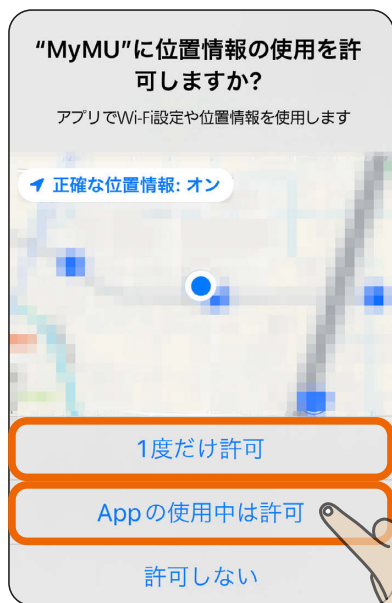 “MyMU”に位置情報の使用を許
可しますか?
アプリでWi-Fi設定や位置情報を使用します
正確な位置情報: オン
1度だけ許可
Appの使用中は許可
許可しない